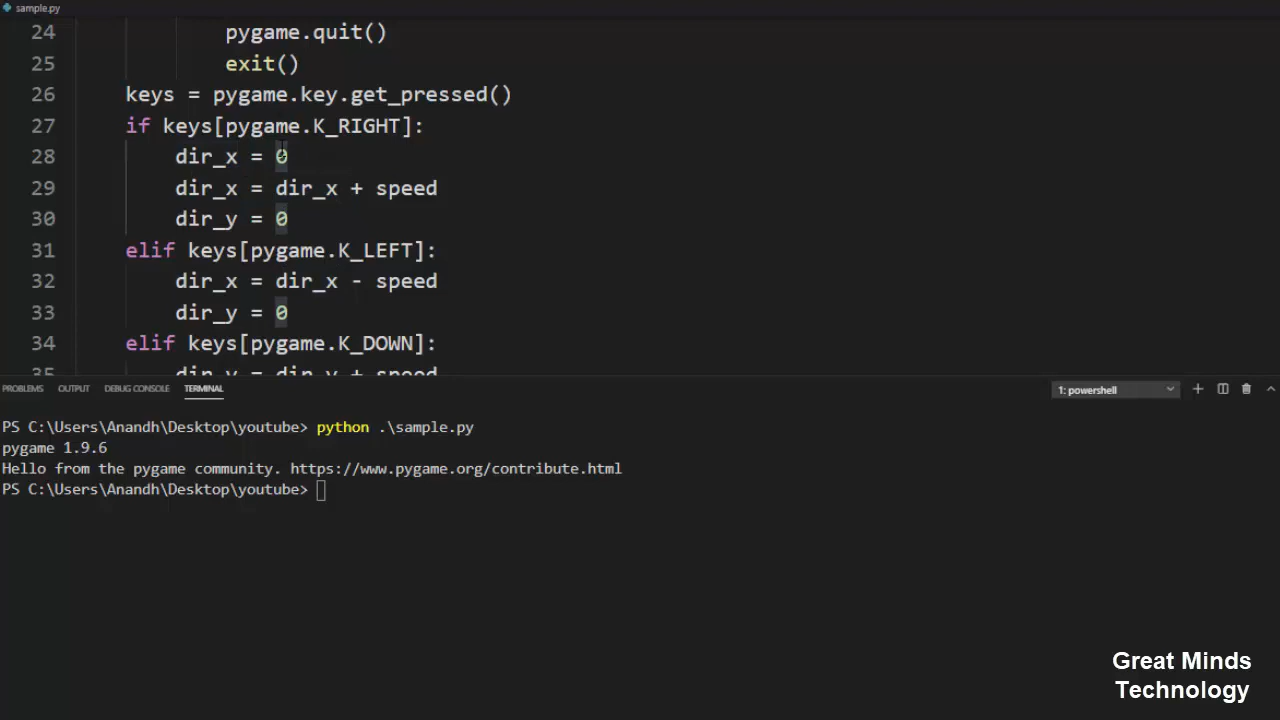 sample.py
24 pygame.quit()
25 exit()
26 keys = pygame.key.get_pressed()
27 if keys[pygame.K_RIGHT]:
28 dir_x = 0
29 dir_x = dir_x + speed
30 dir_y = 0
31 elif keys[pygame.K_LEFT]:
32 dir_x = dir_x - speed
33 dir_y = 0
34 elif keys[pygame.K_DOWN]:
35 dir_y = dir_y + speed
PROBLEMS OUTPUT DEBUG CONSOLE TERMINAL 1: powershell
PS C:\Users\Anandh\Desktop\youtube> python .\sample.py
pygame 1.9.6
Hello from the pygame community. https://www.pygame.org/contribute.html
PS C:\Users\Anandh\Desktop\youtube>
Great Minds
Technology